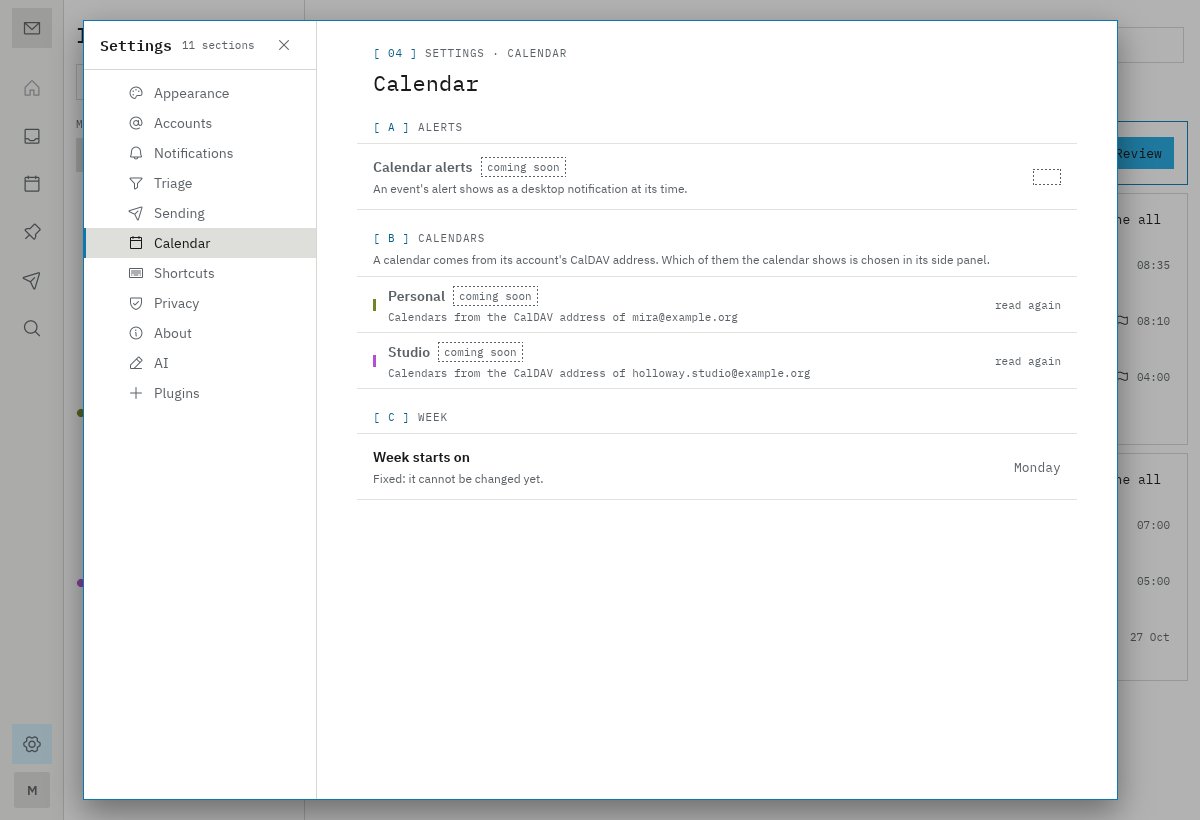 Settings 11 sections
Appearance
Accounts
Notifications
Triage
Sending
Calendar
Shortcuts
Privacy
About
AI
Plugins
[ 04 ] SETTINGS · CALENDAR
Calendar
[ A ] ALERTS
Calendar alerts coming soon
An event's alert shows as a desktop notification at its time.
[ B ] CALENDARS
A calendar comes from its account's CalDAV address. Which of them the calendar shows is chosen in its side panel.
Personal coming soon
Calendars from the CalDAV address of mira@example.org
read again
Studio coming soon
Calendars from the CalDAV address of holloway.studio@example.org
read again
[ C ] WEEK
Week starts on
Fixed: it cannot be changed yet.
Monday
Review
all
08:35
08:10
04:00
all
07:00
05:00
27 Oct
M